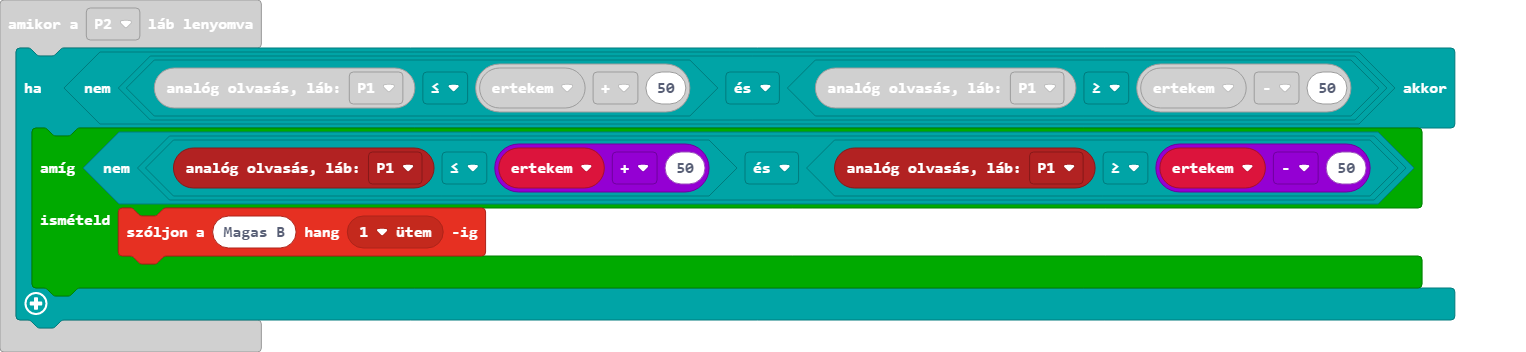 amikor a P2 láb lenyomva
ha nem analóg olvasás, láb: P1 ≤ ertekem + 50 és analóg olvasás, láb: P1 ≥ ertekem - 50 akkor
amíg nem analóg olvasás, láb: P1 ≤ ertekem + 50 és analóg olvasás, láb: P1 ≥ ertekem - 50
ismételd szóljon a Magas B hang 1 ütem -ig